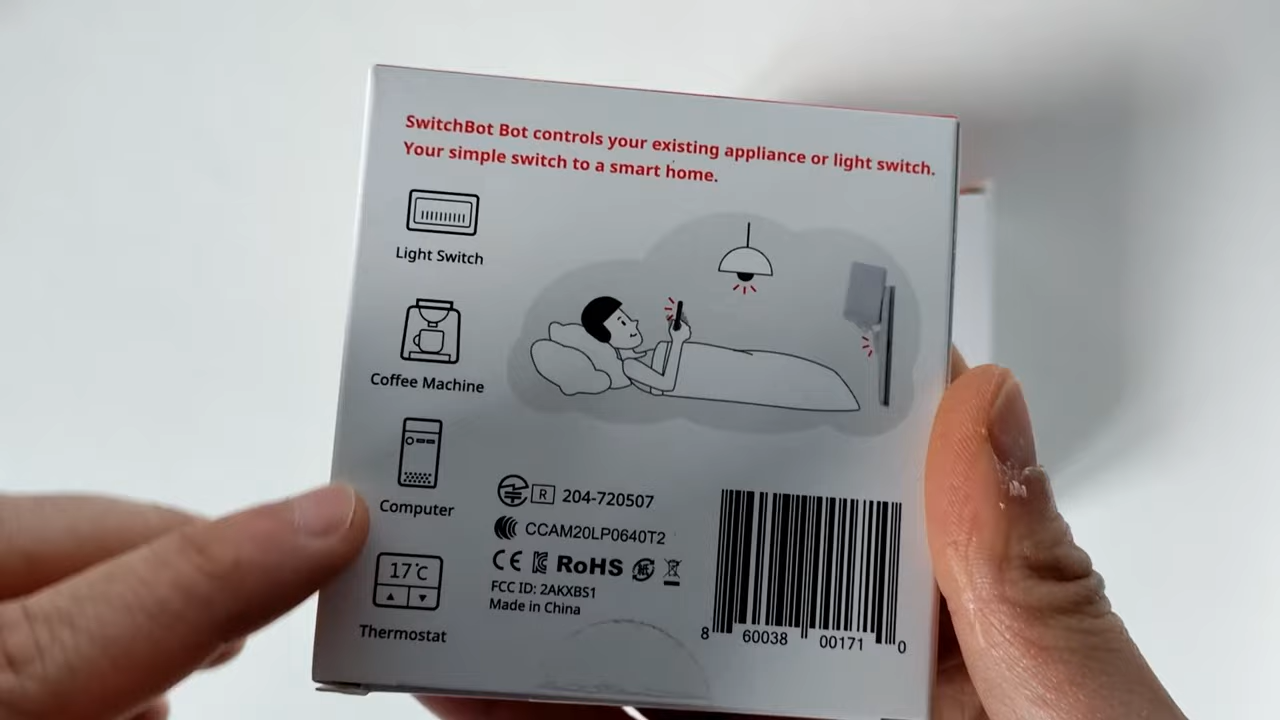 SwitchBot Bot controls your existing appliance or light switch.
Your simple switch to a smart home.
Light Switch
Coffee Machine
Computer
17°C
Thermostat
R 204-720507
CCAM20LP0640T2
CE RoHS
FCC ID: 2AKXBS1
Made in China
8 60038 00171 0